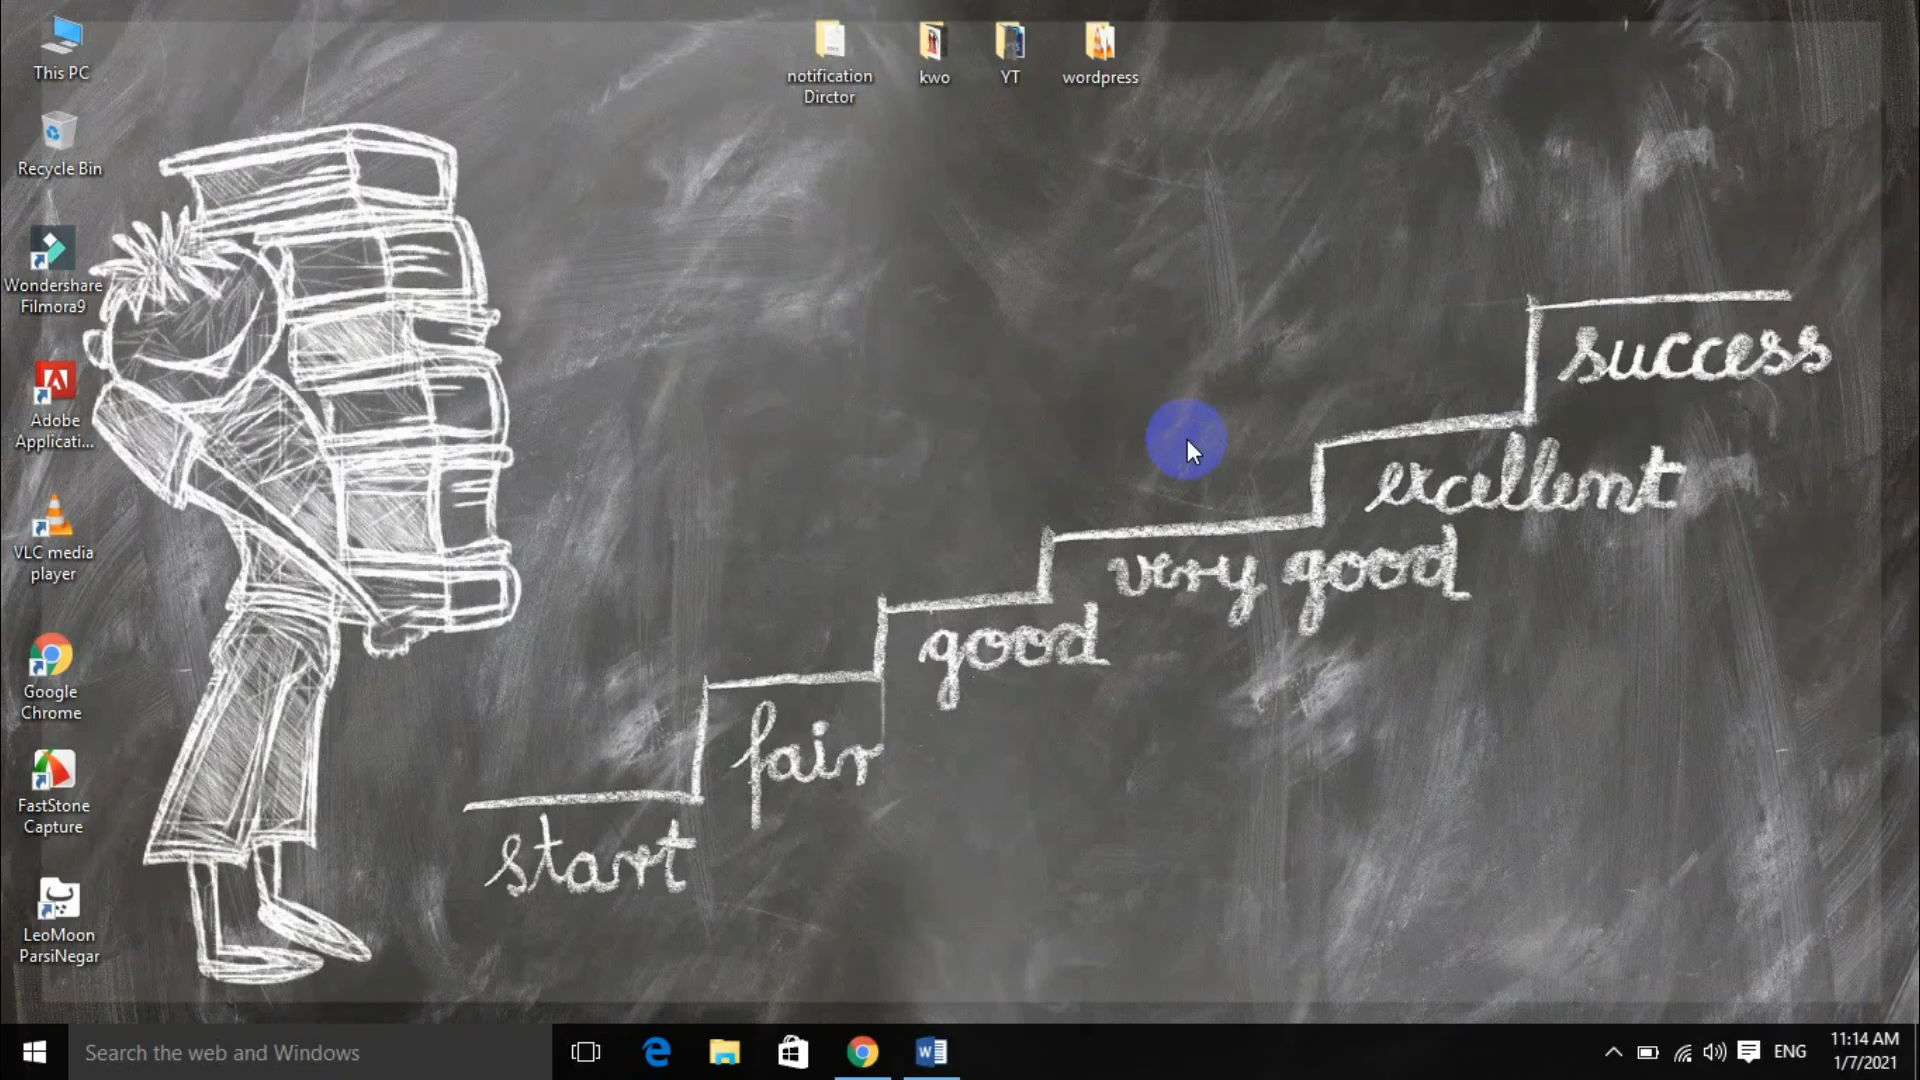 This PC
Recycle Bin
Wondershare
Filmora9
Adobe
Applicati...
VLC media
player
Google
Chrome
FastStone
Capture
LeoMoon
ParsiNegar
notification
Dirctor
kwo
YT
wordpress
success
excellent
very good
good
fair
start
Search the web and Windows
ENG
11:14 AM
1/7/2021